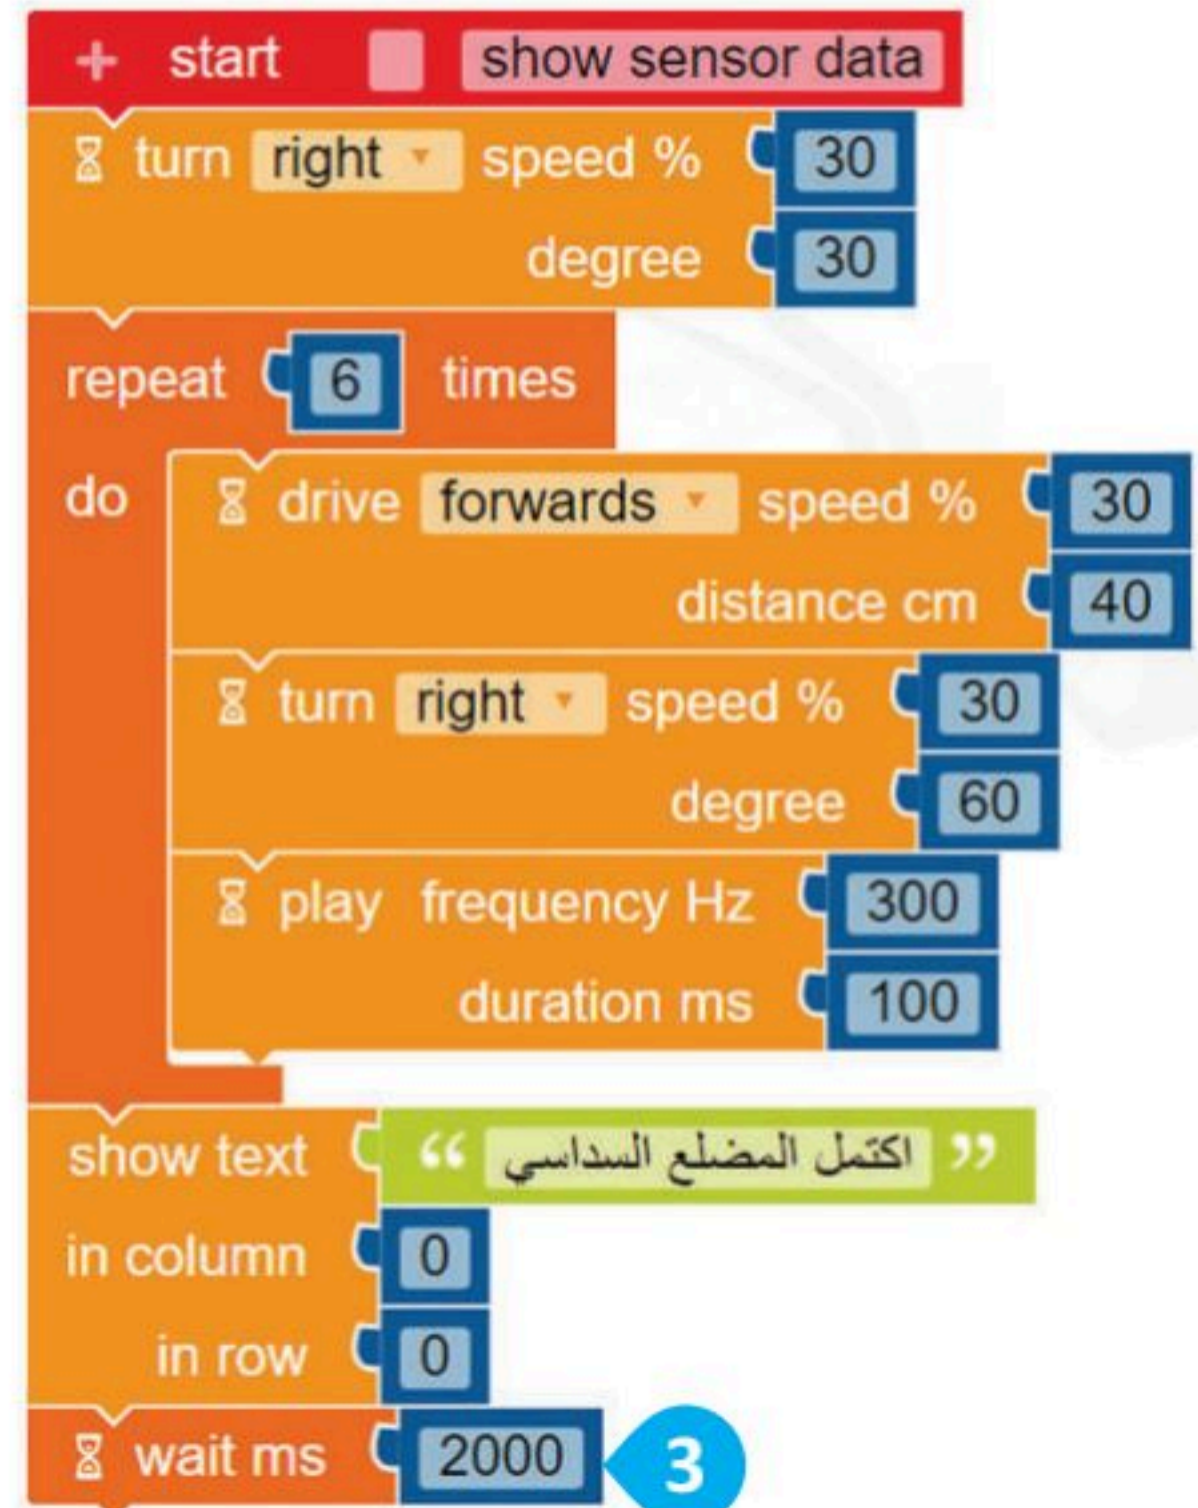 + start show sensor data
turn right speed % 30
degree 30
repeat 6 times
do drive forwards speed % 30
distance cm 40
turn right speed % 30
degree 60
play frequency Hz 300
duration ms 100
show text “ اكتمل المضلع السداسي ”
in column 0
in row 0
wait ms 2000 3